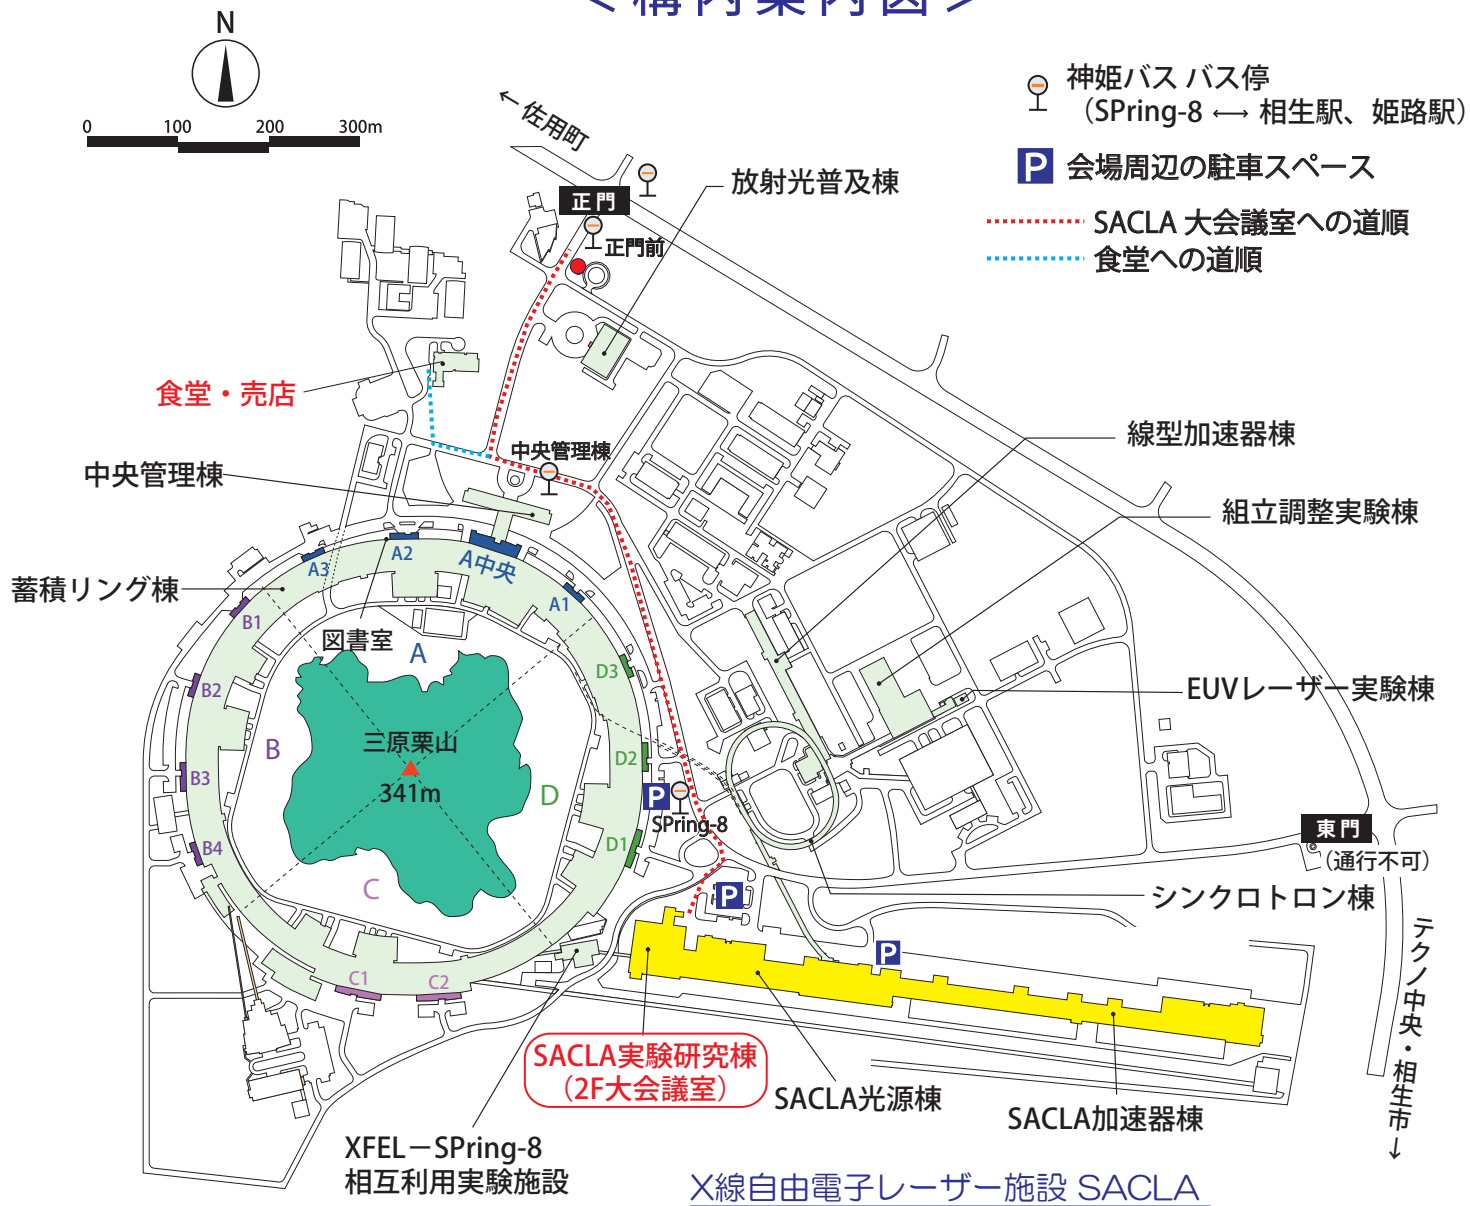 ＜構内案内図＞
N
0 100 200 300m
神姫バス バス停
（SPring-8 ⟷ 相生駅、姫路駅）
P 会場周辺の駐車スペース
SACLA 大会議室への道順
食堂への道順
←佐用町
正門
正門前
放射光普及棟
食堂・売店
中央管理棟
中央管理棟
線型加速器棟
組立調整実験棟
蓄積リング棟
A3
A2
A中央
A1
B1
図書室
A
D3
B2
EUVレーザー実験棟
B
三原栗山
341m
D
D2
B3
P
SPring-8
D1
B4
C
東門
（通行不可）
P
シンクロトロン棟
P
C1
C2
テクノ中央・相生市→
SACLA実験研究棟
（2F大会議室）
SACLA光源棟
SACLA加速器棟
XFEL－SPring-8
相互利用実験施設
X線自由電子レーザー施設 SACLA